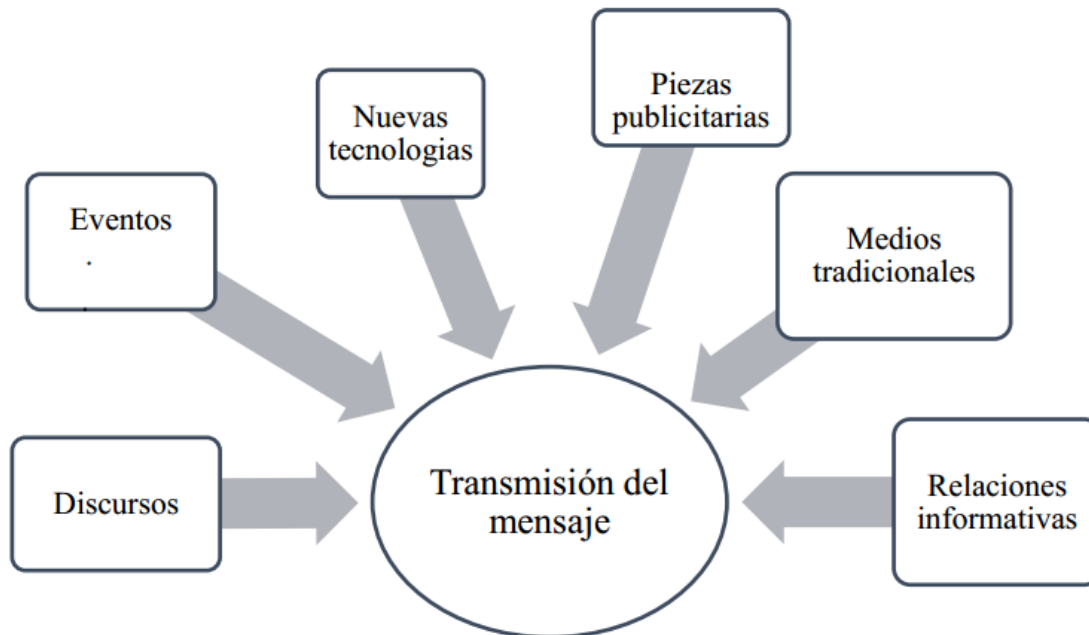 Piezas
publicitarias
Nuevas
tecnologias
Eventos
.
.
Medios
tradicionales
Discursos
Transmisión del
mensaje
Relaciones
informativas